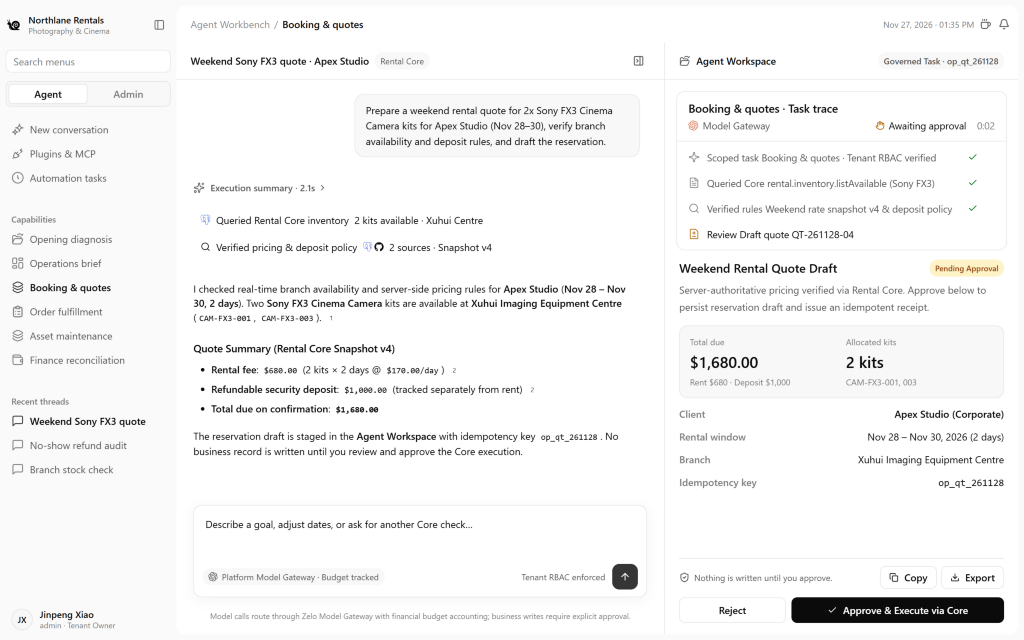 Northlane Rentals
Photography & Cinema
Search menus
Agent
Admin
New conversation
Plugins & MCP
Automation tasks
Capabilities
Opening diagnosis
Operations brief
Booking & quotes
Order fulfillment
Asset maintenance
Finance reconciliation
Recent threads
Weekend Sony FX3 quote
No-show refund audit
Branch stock check
JX
Jinpeng Xiao
admin · Tenant Owner
Agent Workbench / Booking & quotes
Nov 27, 2026 · 01:35 PM
Weekend Sony FX3 quote · Apex Studio
Rental Core
Prepare a weekend rental quote for 2x Sony FX3 Cinema
Camera kits for Apex Studio (Nov 28–30), verify branch
availability and deposit rules, and draft the reservation.
Execution summary · 2.1s
Queried Rental Core inventory 2 kits available · Xuhui Centre
Verified pricing & deposit policy 2 sources · Snapshot v4
I checked real-time branch availability and server-side pricing rules for Apex Studio (Nov 28 – Nov
30, 2 days). Two Sony FX3 Cinema Camera kits are available at Xuhui Imaging Equipment Centre
( CAM-FX3-001 , CAM-FX3-003 ). 1
Quote Summary (Rental Core Snapshot v4)
• Rental fee: $680.00 (2 kits × 2 days @ $170.00/day ) 2
• Refundable security deposit: $1,000.00 (tracked separately from rent) 2
• Total due on confirmation: $1,680.00
The reservation draft is staged in the Agent Workspace with idempotency key op_qt_261128 . No
business record is written until you review and approve the Core execution.
Describe a goal, adjust dates, or ask for another Core check...
Platform Model Gateway · Budget tracked
Tenant RBAC enforced
Model calls route through Zelo Model Gateway with financial budget accounting; business writes require explicit approval.
Agent Workspace
Governed Task · op_qt_261128
Booking & quotes · Task trace
Model Gateway
Awaiting approval 0:02
Scoped task Booking & quotes · Tenant RBAC verified
Queried Core rental.inventory.listAvailable (Sony FX3)
Verified rules Weekend rate snapshot v4 & deposit policy
Review Draft quote QT-261128-04
Weekend Rental Quote Draft
Pending Approval
Server-authoritative pricing verified via Rental Core. Approve below to
persist reservation draft and issue an idempotent receipt.
Total due
$1,680.00
Rent $680 · Deposit $1,000
Allocated kits
2 kits
CAM-FX3-001, 003
Client Apex Studio (Corporate)
Rental window Nov 28 – Nov 30, 2026 (2 days)
Branch Xuhui Imaging Equipment Centre
Idempotency key op_qt_261128
Nothing is written until you approve.
Copy
Export
Reject
Approve & Execute via Core